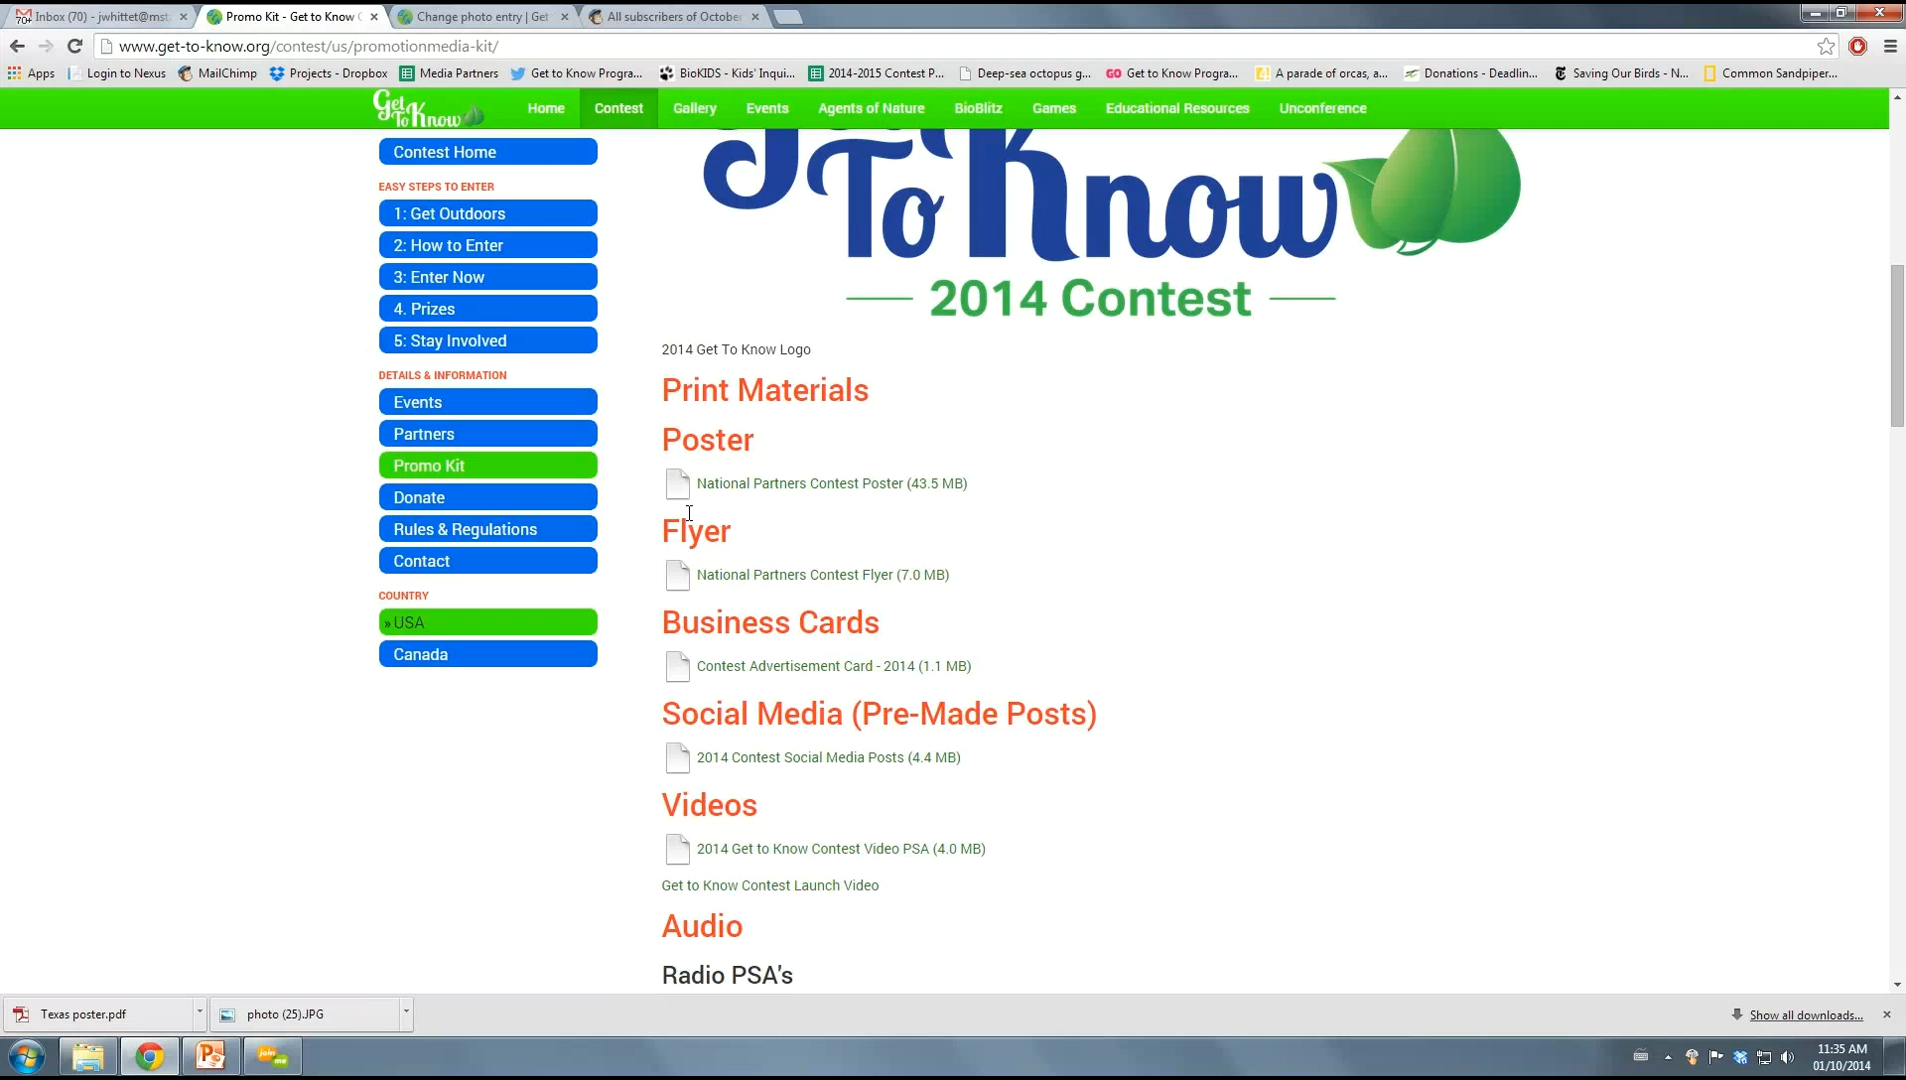 Inbox (70) - jwhittet@mst
Promo Kit - Get to Know C
Change photo entry | Get
All subscribers of October
www.get-to-know.org/contest/us/promotionmedia-kit/
Apps
Login to Nexus
MailChimp
Projects - Dropbox
Media Partners
Get to Know Progra...
BioKIDS - Kids' Inqui...
2014-2015 Contest P...
Deep-sea octopus g...
GO Get to Know Progra...
A parade of orcas, a...
Donations - Deadlin...
Saving Our Birds - N...
Common Sandpiper...
Get To Know
Home
Contest
Gallery
Events
Agents of Nature
BioBlitz
Games
Educational Resources
Unconference
Contest Home
EASY STEPS TO ENTER
1: Get Outdoors
2: How to Enter
3: Enter Now
4. Prizes
5: Stay Involved
DETAILS & INFORMATION
Events
Partners
Promo Kit
Donate
Rules & Regulations
Contact
COUNTRY
» USA
Canada
Get
To Know
2014 Contest
2014 Get To Know Logo
Print Materials
Poster
National Partners Contest Poster (43.5 MB)
Flyer
National Partners Contest Flyer (7.0 MB)
Business Cards
Contest Advertisement Card - 2014 (1.1 MB)
Social Media (Pre-Made Posts)
2014 Contest Social Media Posts (4.4 MB)
Videos
2014 Get to Know Contest Video PSA (4.0 MB)
Get to Know Contest Launch Video
Audio
Radio PSA's
Texas poster.pdf
photo (25).JPG
Show all downloads...
join me
11:35 AM
01/10/2014